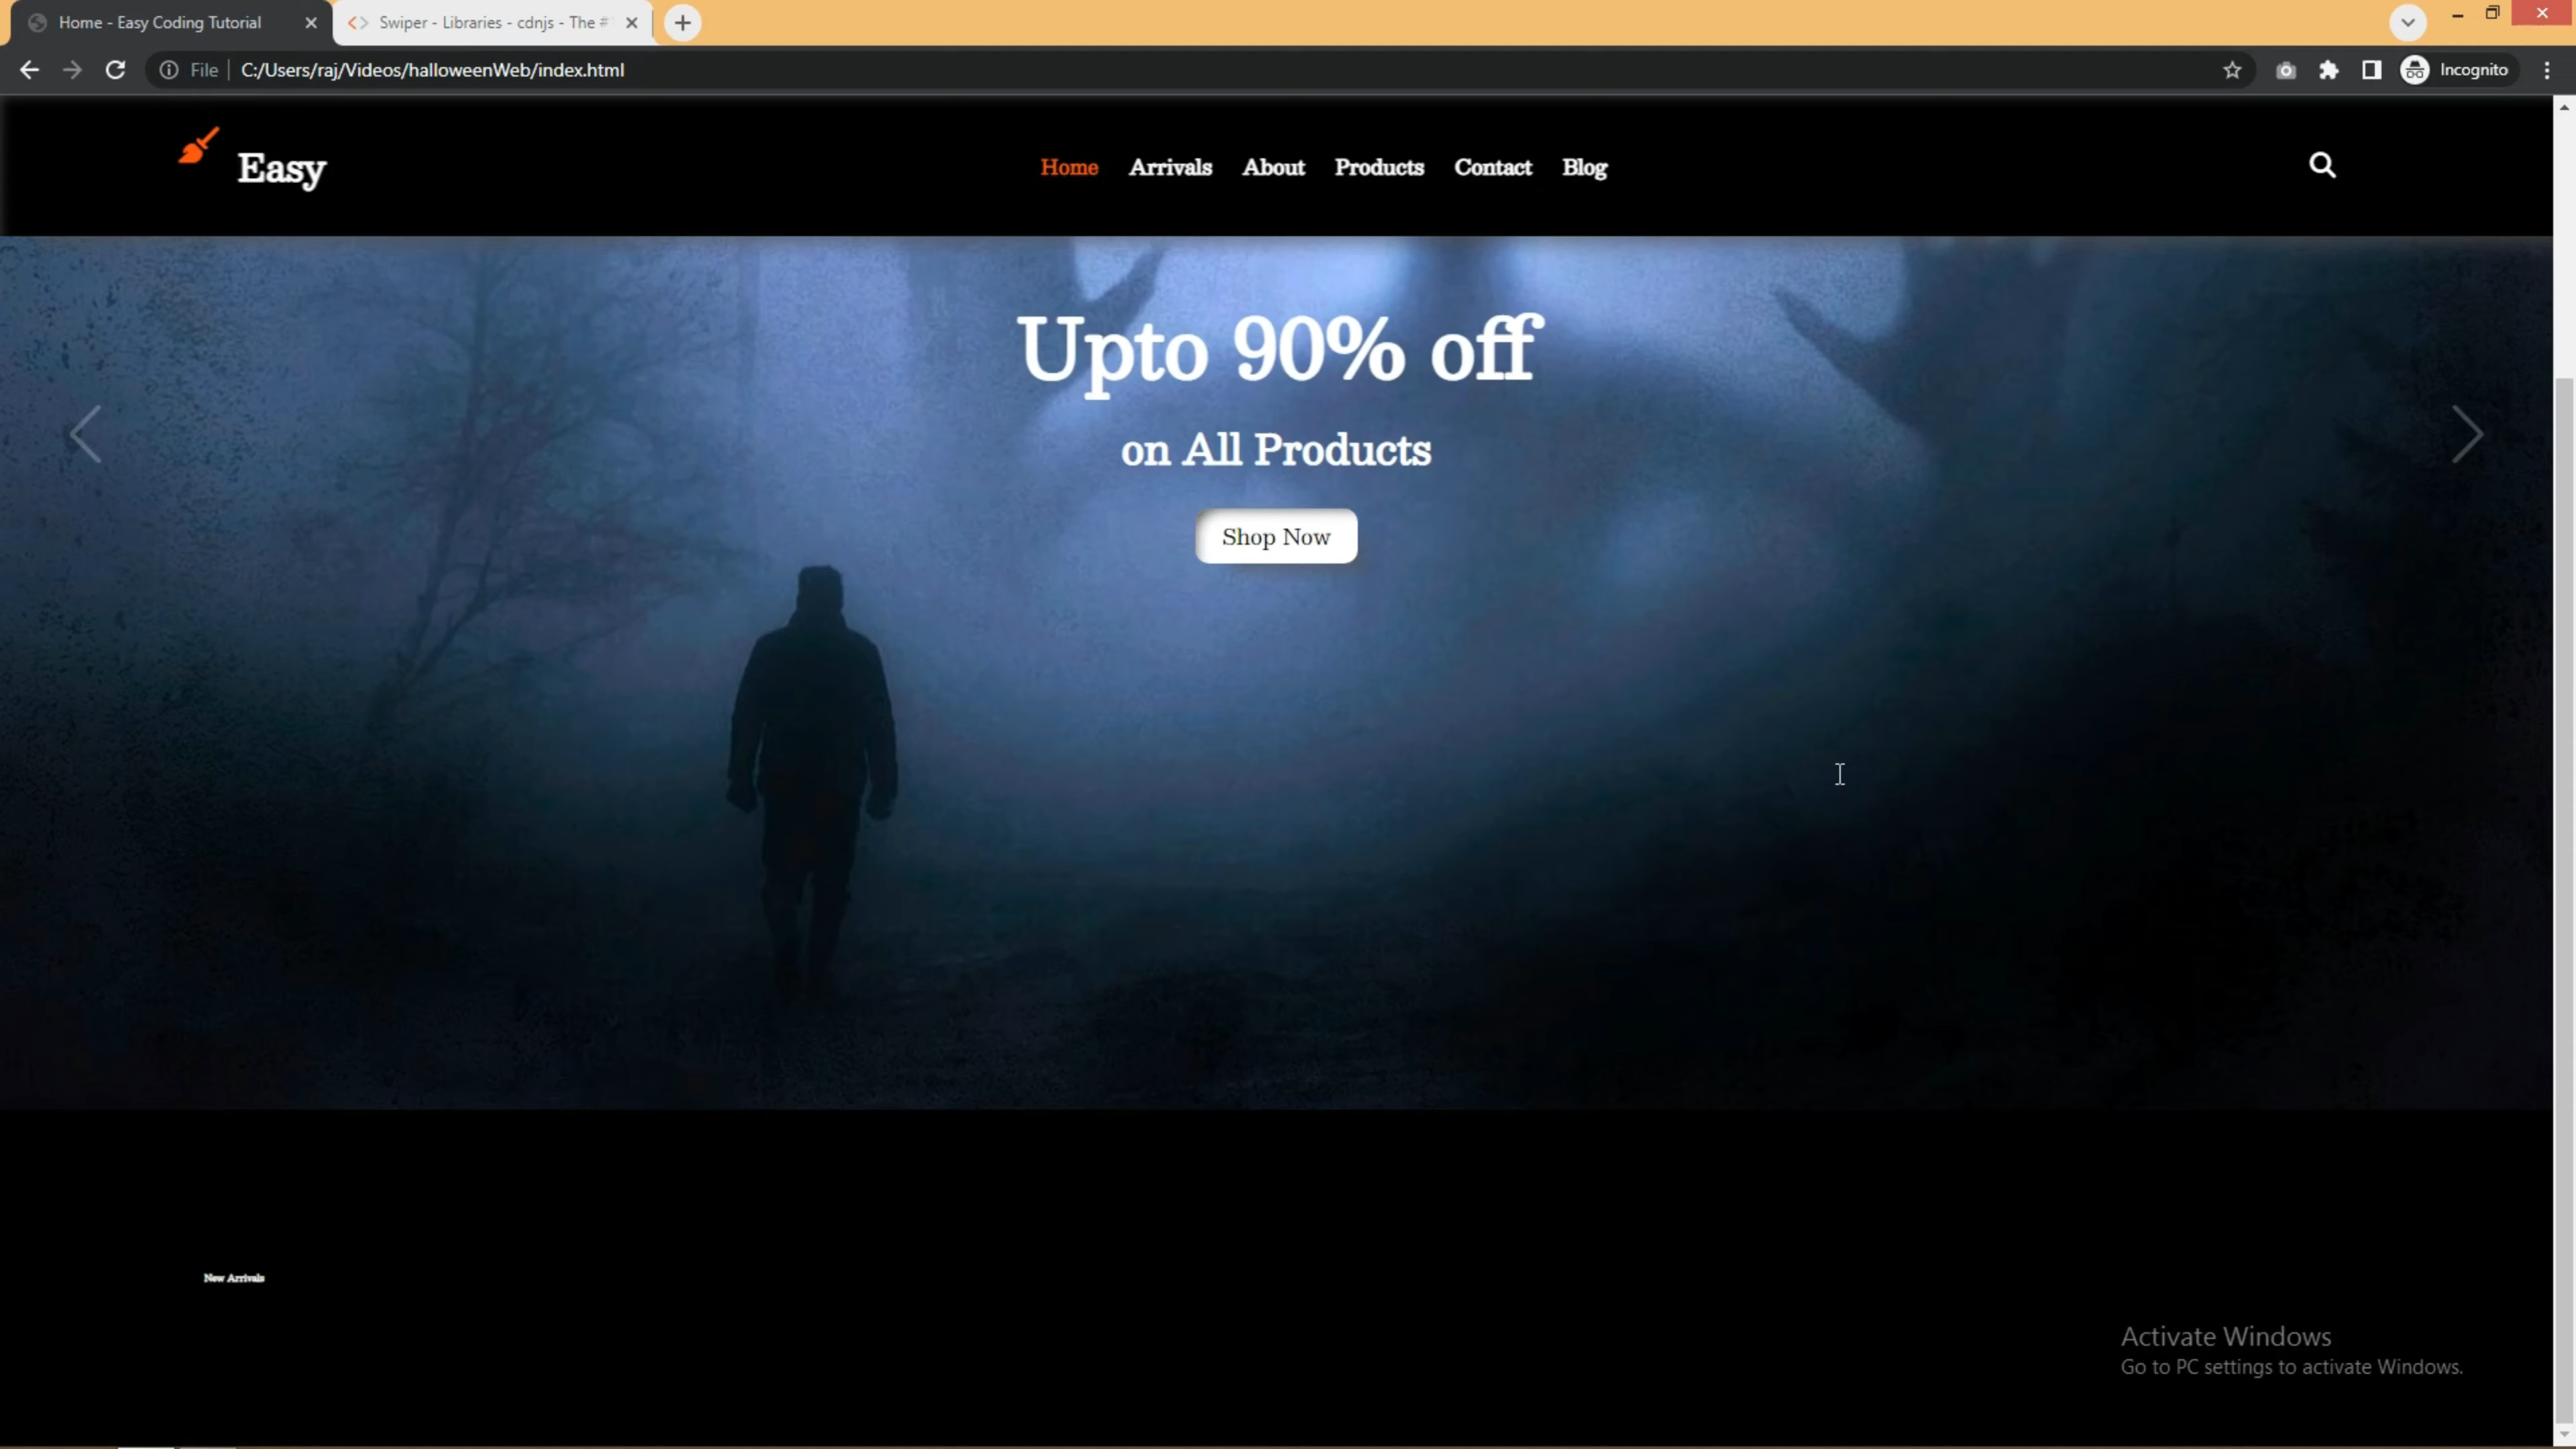 Home - Easy Coding Tutorial
Swiper - Libraries - cdnjs - The #
File
C:/Users/raj/Videos/halloweenWeb/index.html
Incognito
Easy
Home Arrivals About Products Contact Blog
Upto 90% off
on All Products
Shop Now
New Arrivals
Activate Windows
Go to PC settings to activate Windows.